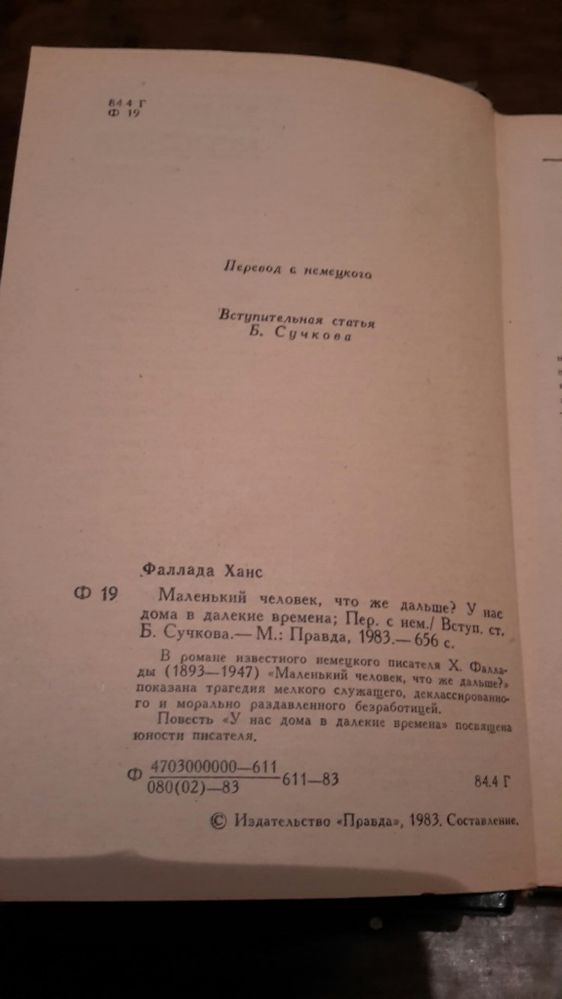 84.4 Г
Ф 19
Перевод с немецкого
Вступительная статья
Б. Сучкова
Фаллада Ханс
Ф 19
Маленький человек, что же дальше? У нас
дома в далекие времена; Пер. с нем./ Вступ. ст.
Б. Сучкова.— М.: Правда, 1983.— 656 с.
В романе известного немецкого писателя Х. Фалла-
ды (1893—1947) «Маленький человек, что же дальше?»
показана трагедия мелкого служащего, деклассированно-
го и морально раздавленного безработицей.
Повесть «У нас дома в далекие времена» посвящена
юности писателя.
Ф 4703000000—611
080(02)—83
611—83
84.4 Г
© Издательство «Правда», 1983. Составление.